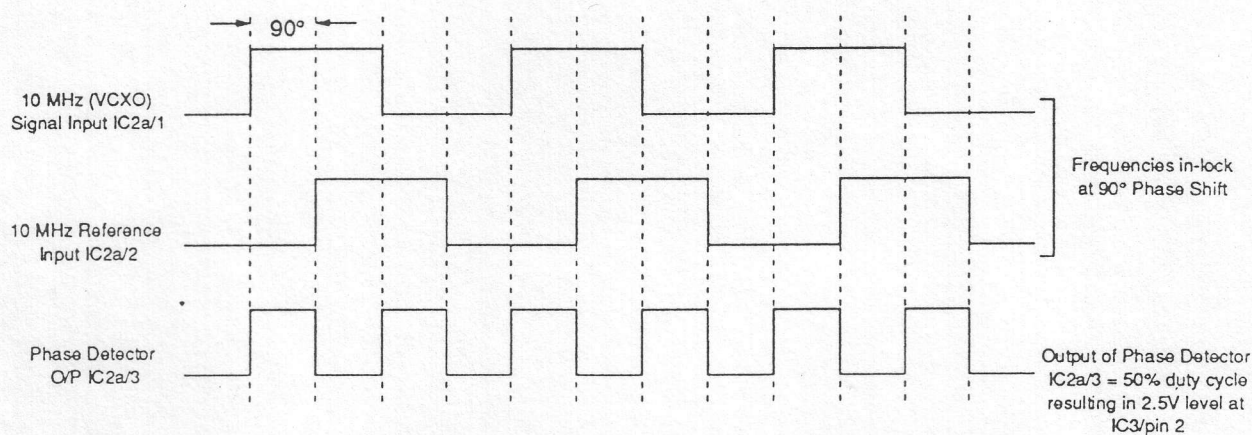 90°
10 MHz (VCXO)
Signal Input IC2a/1
Frequencies in-lock
at 90° Phase Shift
10 MHz Reference
Input IC2a/2
Phase Detector
O/P IC2a/3
Output of Phase Detector
IC2a/3 = 50% duty cycle
resulting in 2.5V level at
IC3/pin 2